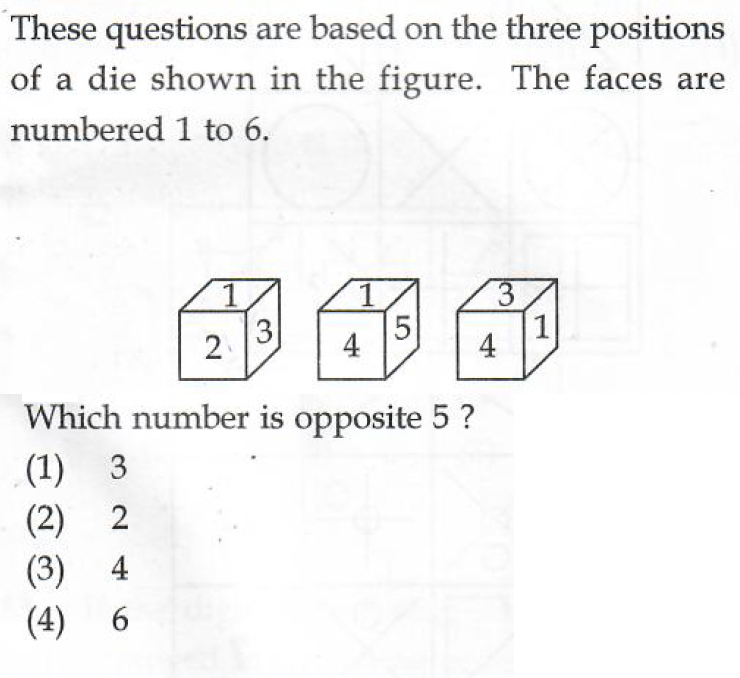 These questions are based on the three positions
of a die shown in the figure. The faces are
numbered 1 to 6.
1 1 3
2 3 4 5 4 1
Which number is opposite 5 ?
(1) 3
(2) 2
(3) 4
(4) 6